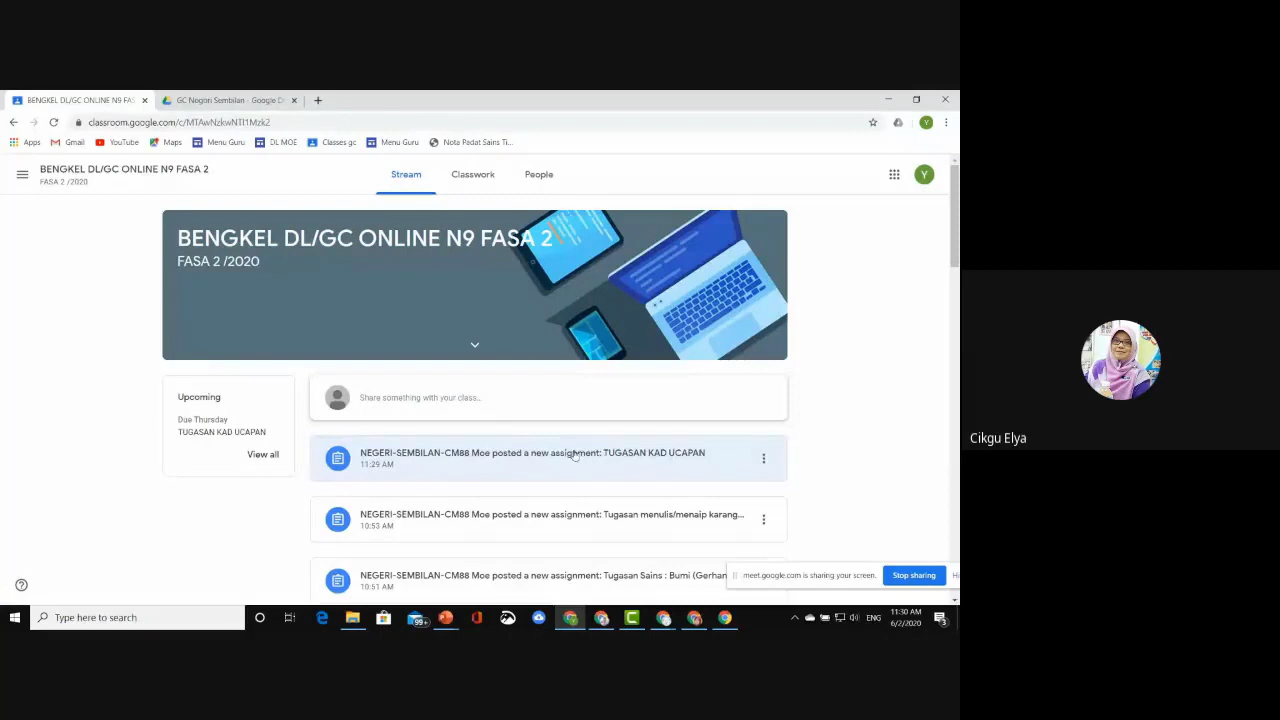 BENGKEL DL/GC ONLINE N9 FAS
GC Nogori Sembilan - Google D
classroom.google.com/c/MTAwNzkwNTI1Mzk2
Apps Gmail YouTube Maps Menu Guru DL MOE Classes gc Menu Guru Nota Padat Sains Ti...
Y
BENGKEL DL/GC ONLINE N9 FASA 2
FASA 2 /2020
Stream Classwork People
Y
BENGKEL DL/GC ONLINE N9 FASA 2
FASA 2 /2020
Upcoming
Due Thursday
TUGASAN KAD UCAPAN
View all
Share something with your class...
NEGERI-SEMBILAN-CM88 Moe posted a new assignment: TUGASAN KAD UCAPAN
11:29 AM
NEGERI-SEMBILAN-CM88 Moe posted a new assignment: Tugasan menulis/menaip karang...
10:53 AM
NEGERI-SEMBILAN-CM88 Moe posted a new assignment: Tugasan Sains : Bumi (Gerhan
10:51 AM
meet.google.com is sharing your screen.
Stop sharing
Cikgu Elya
Type here to search
99+
ENG
11:30 AM
6/2/2020
3